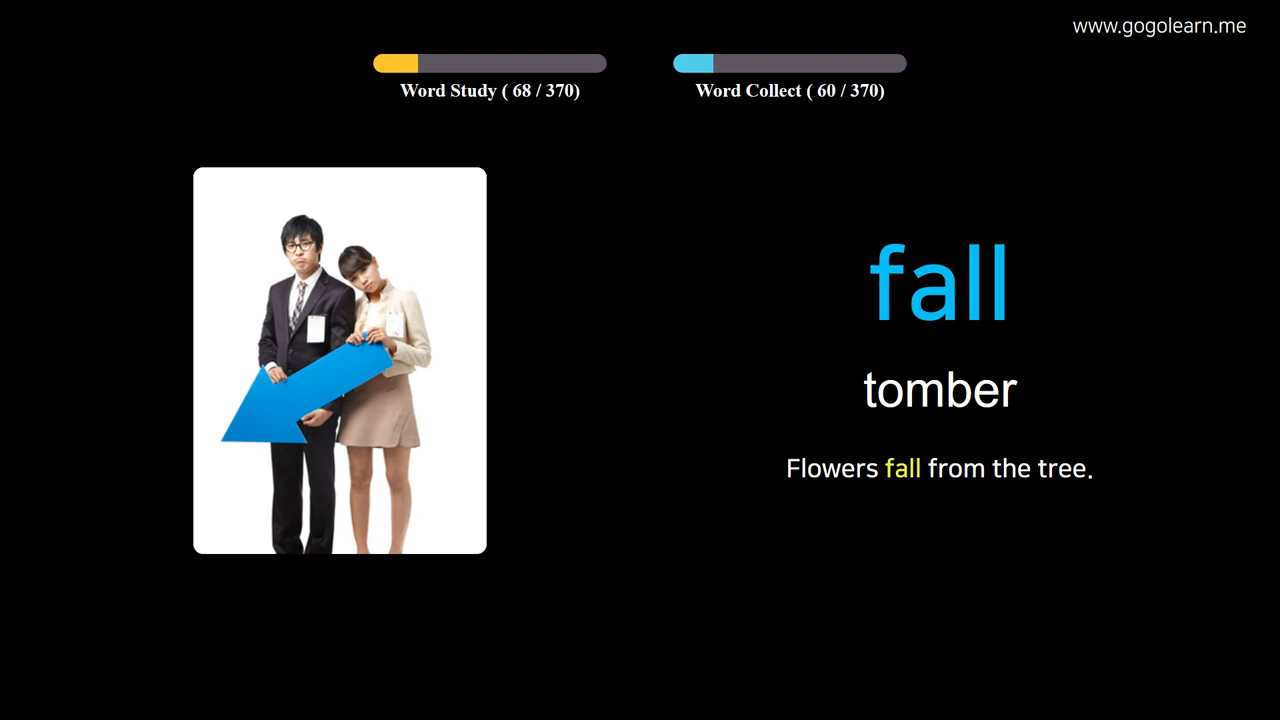 www.gogolearn.me
Word Study ( 68 / 370)
Word Collect ( 60 / 370)
fall
tomber
Flowers fall from the tree.